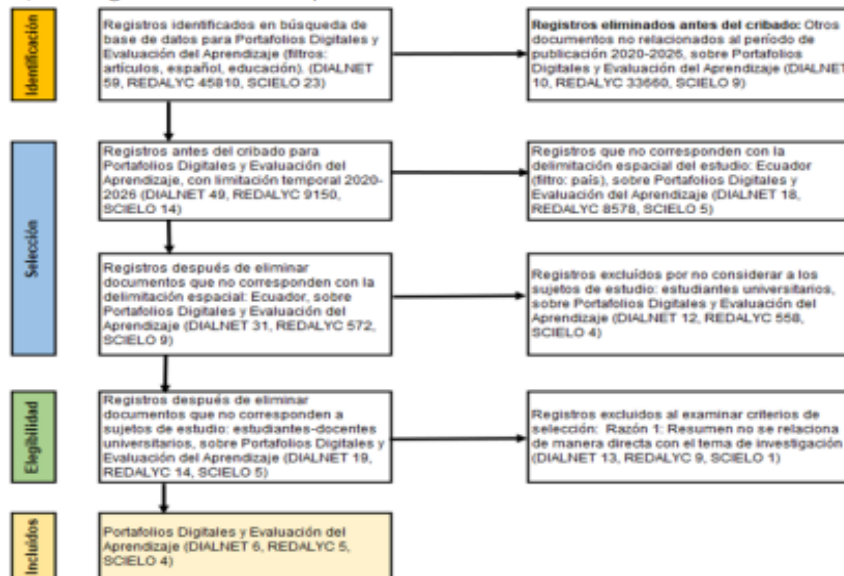 Identificación
Registros identificados en búsqueda de
base de datos para Portafolios Digitales y
Evaluación del Aprendizaje (filtros:
artículos, español, educación). (DIALNET
59, REDALYC 45810, SCIELO 23)
Registros eliminados antes del cribado: Otros
documentos no relacionados al período de
publicación 2020-2026, sobre Portafolios
Digitales y Evaluación del Aprendizaje (DIALNET
10, REDALYC 33660, SCIELO 9)
Selección
Registros antes del cribado para
Portafolios Digitales y Evaluación del
Aprendizaje, con limitación temporal 2020-
2026 (DIALNET 49, REDALYC 9150,
SCIELO 14)
Registros que no corresponden con la
delimitación espacial del estudio: Ecuador
(filtro: país), sobre Portafolios Digitales y
Evaluación del Aprendizaje (DIALNET 18,
REDALYC 8578, SCIELO 5)
Registros después de eliminar
documentos que no corresponden con la
delimitación espacial: Ecuador, sobre
Portafolios Digitales y Evaluación del
Aprendizaje (DIALNET 31, REDALYC 572,
SCIELO 9)
Registros excluídos por no considerar a los
sujetos de estudio: estudiantes universitarios,
sobre Portafolios Digitales y Evaluación del
Aprendizaje (DIALNET 12, REDALYC 558,
SCIELO 4)
Elegibilidad
Registros después de eliminar
documentos que no corresponden a
sujetos de estudio: estudiantes-docentes
universitarios, sobre Portafolios Digitales y
Evaluación del Aprendizaje (DIALNET 19,
REDALYC 14, SCIELO 5)
Registros excluidos al examinar criterios de
selección: Razón 1: Resumen no se relaciona
de manera directa con el tema de investigación
(DIALNET 13, REDALYC 9, SCIELO 1)
Incluidos
Portafolios Digitales y Evaluación del
Aprendizaje (DIALNET 6, REDALYC 5,
SCIELO 4)